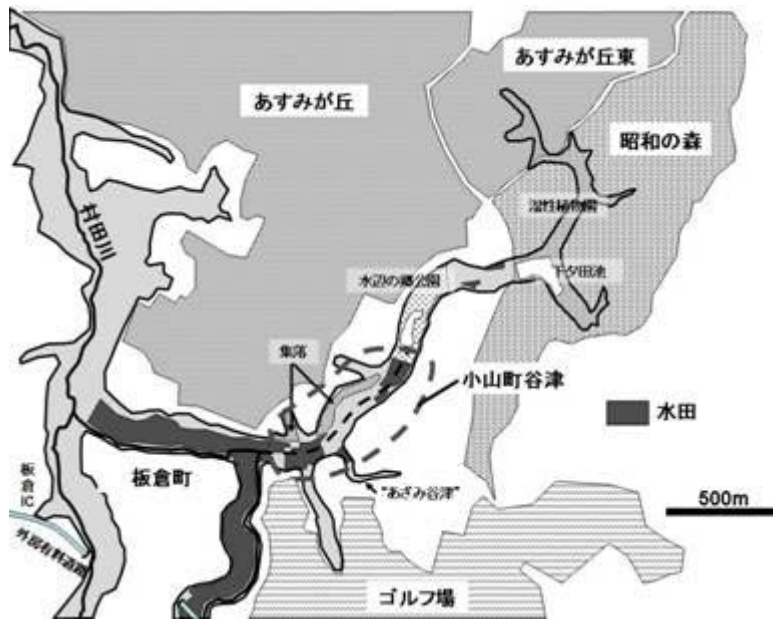 あすみが丘東
あすみが丘
昭和の森
村田川
湿性植物園
下夕田池
水辺の郷公園
集落
小山町谷津
水田
板倉町
板倉IC
"あざみ谷津"
500m
外房有料道路
ゴルフ場